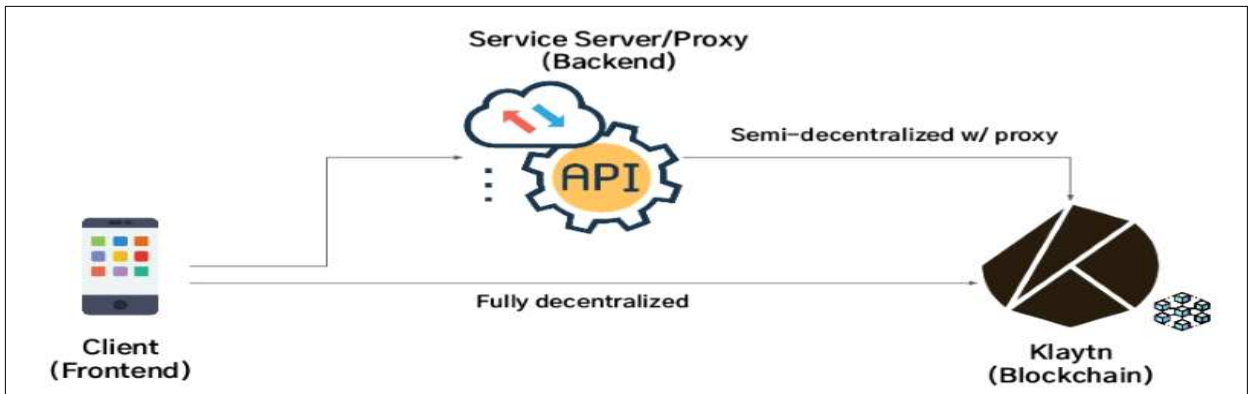 Service Server/Proxy
(Backend)
API
Semi-decentralized w/ proxy
Fully decentralized
Client
(Frontend)
Klaytn
(Blockchain)